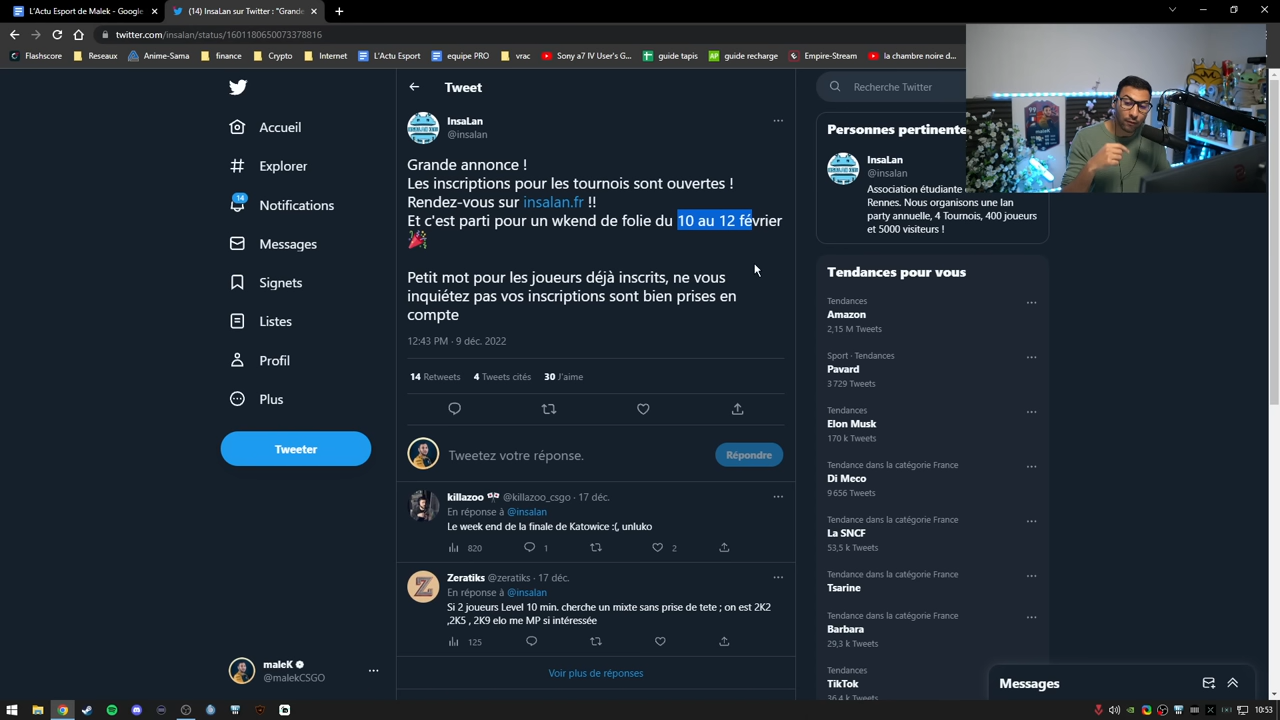 L'Actu Esport de Malek - Google
(14) InsaLan on Twitter: "Grande
twitter.com/insalan/status/1601180650073378816
Flashscore
Reseaux
Anime-Sama
finance
Crypto
Internet
L'Actu Esport
equipe PRO
vrac
Sony a7 IV User's G...
guide tapis
guide recharge
Empire-Stream
la chambre noire d...
Accueil
Explorer
14
Notifications
Messages
Signets
Listes
Profil
Plus
Tweeter
maleK
@malekCSGO
Tweet
InsaLan
@insalan
Grande annonce !
Les inscriptions pour les tournois sont ouvertes !
Rendez-vous sur insalan.fr !!
Et c'est parti pour un wkend de folie du 10 au 12 février
Petit mot pour les joueurs déjà inscrits, ne vous
inquiétez pas vos inscriptions sont bien prises en
compte
12:43 PM · 9 déc. 2022
14 Retweets 4 Tweets cités 30 J'aime
Tweetez votre réponse.
Répondre
killazoo @killazoo_csgo · 17 déc.
En réponse à @insalan
Le week end de la finale de Katowice :(, unluko
820 1 2
Zeratiks @zeratiks · 17 déc.
En réponse à @insalan
Si 2 joueurs Level 10 min. cherche un mixte sans prise de tete ; on est 2K2
,2K5 , 2K9 elo me MP si intéressée
125
Voir plus de réponses
Recherche Twitter
Personnes pertinente
InsaLan
@insalan
Association étudiante
Rennes. Nous organisons une lan
party annuelle, 4 Tournois, 400 joueurs
et 5000 visiteurs !
Tendances pour vous
Tendances
Amazon
2,15 M Tweets
Sport · Tendances
Pavard
3 729 Tweets
Tendances
Elon Musk
170 k Tweets
Tendance dans la catégorie France
Di Meco
9 656 Tweets
Tendance dans la catégorie France
La SNCF
53,5 k Tweets
Tendance dans la catégorie France
Tsarine
Tendance dans la catégorie France
Barbara
29,3 k Tweets
Tendances
TikTok
36,4 k Tweets
Messages
10:53